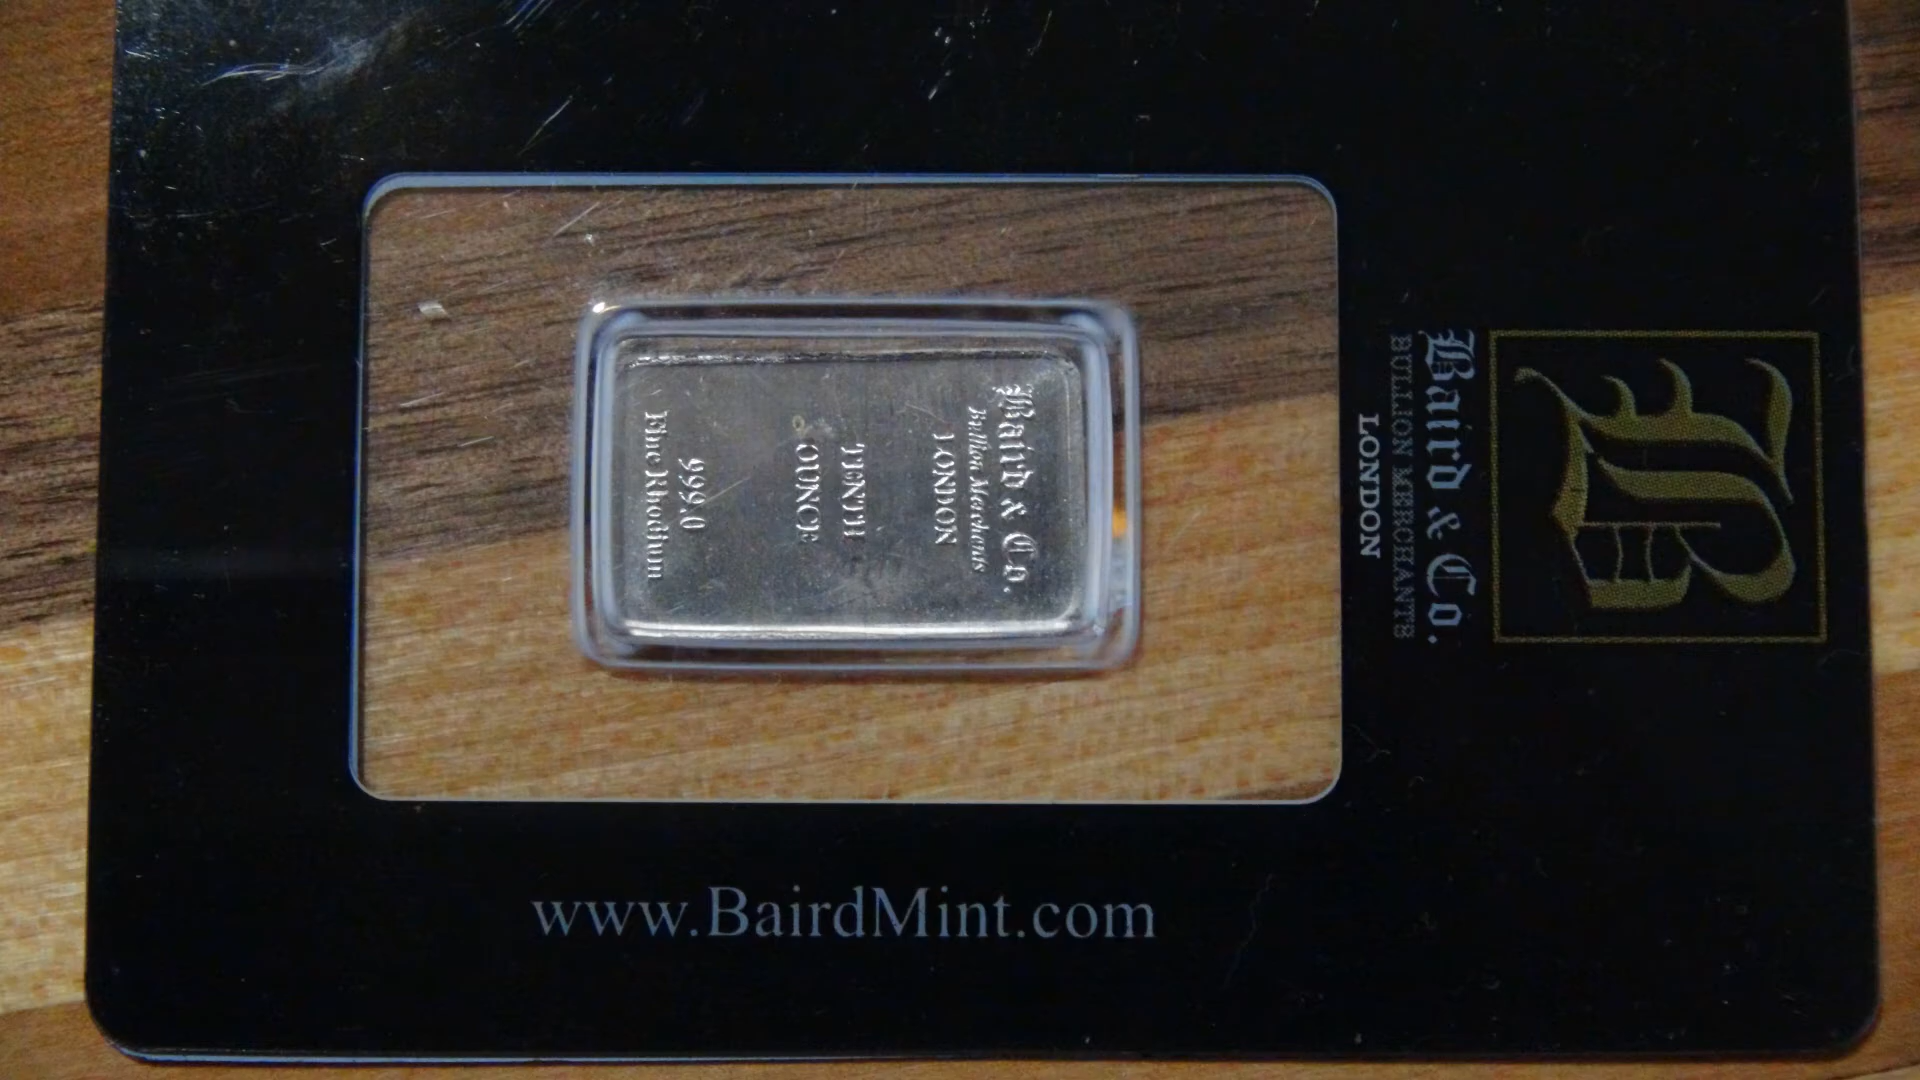 B
Baird & Co.
BULLION MERCHANTS
LONDON
Baird & Co.
Bullion Merchants
LONDON
TENTH
OUNCE
999.0
Fine Rhodium
www.BairdMint.com